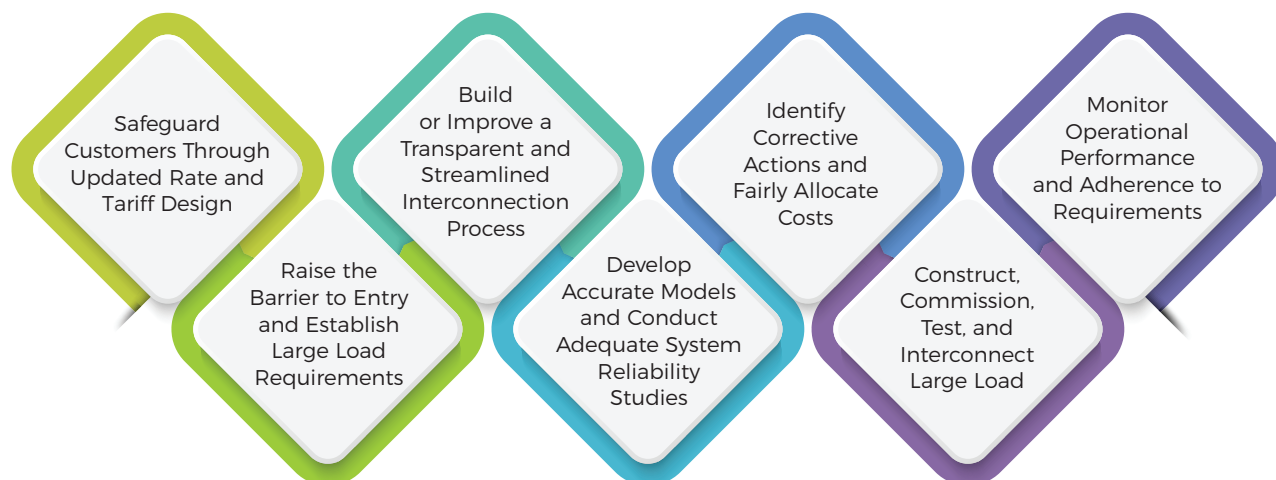 Safeguard
Customers Through
Updated Rate and
Tariff Design
Raise the
Barrier to Entry
and Establish
Large Load
Requirements
Build
or Improve a
Transparent and
Streamlined
Interconnection
Process
Develop
Accurate Models
and Conduct
Adequate System
Reliability
Studies
Identify
Corrective
Actions and
Fairly Allocate
Costs
Construct,
Commission,
Test, and
Interconnect
Large Load
Monitor
Operational
Performance
and Adherence to
Requirements